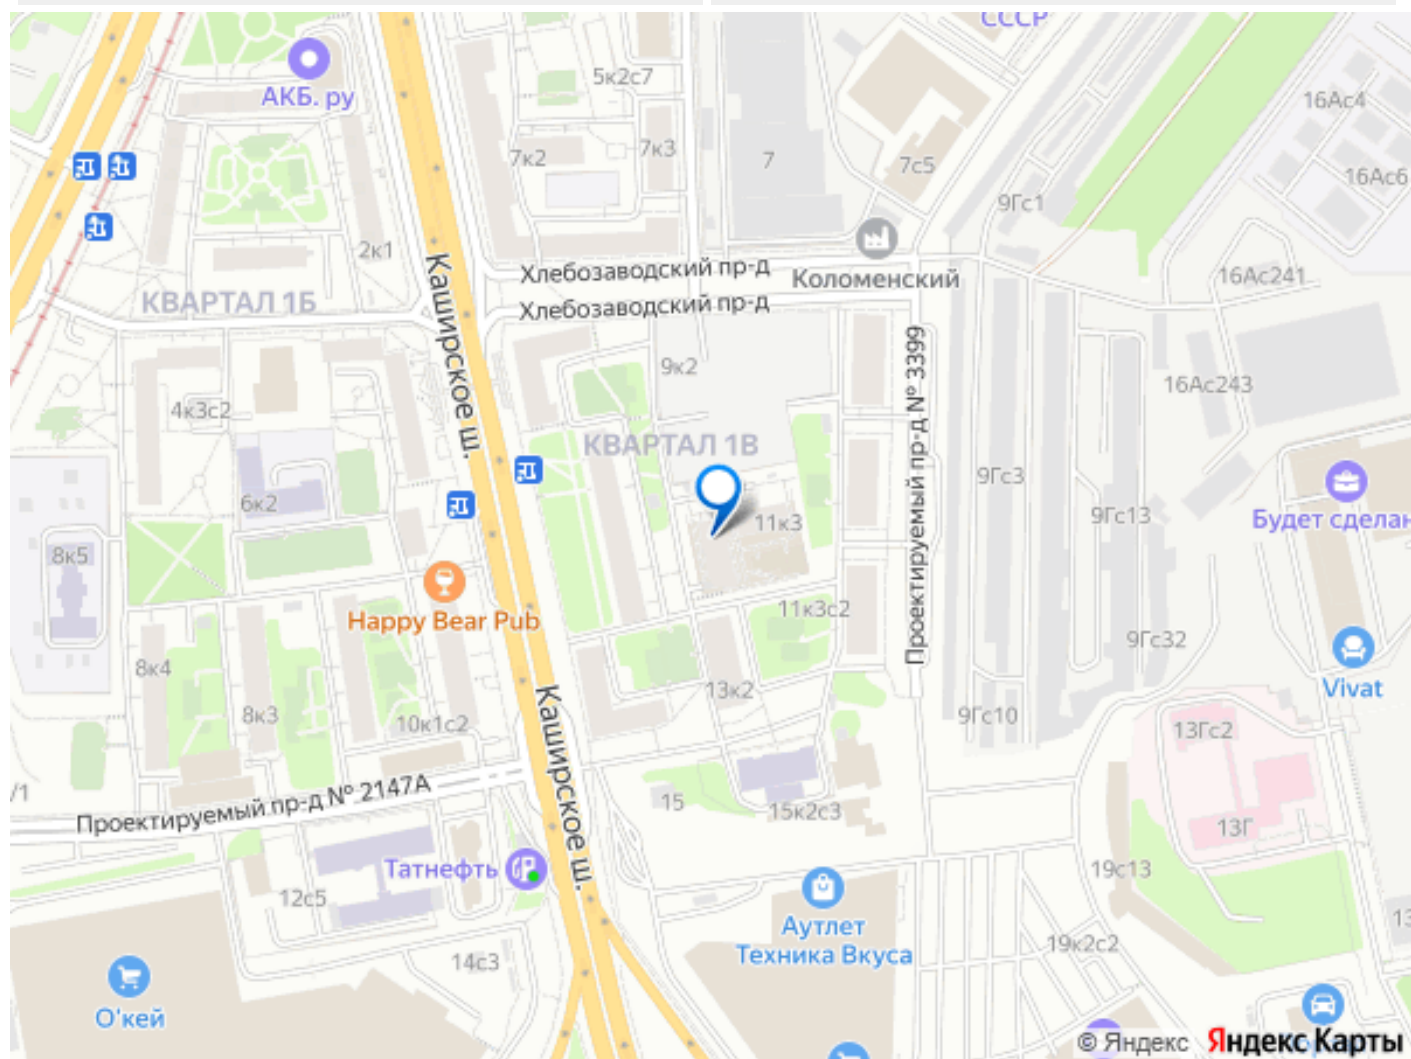 СССР
АКБ. ру
5к2с7
16Ас4
7к2
7к3
7
7с5
16Ас6
9Гс1
2к1
Хлебозаводский пр-д
Коломенский
16Ас241
КВАРТАЛ 1Б
Хлебозаводский пр-д
Каширское ш.
Проектируемый пр-д № 3399
9к2
16Ас243
4к3с2
КВАРТАЛ 1В
9Гс3
6к2
11к3
9Гс13
Будет сделан
8к5
Happy Bear Pub
11к3с2
9Гс32
8к4
13к2
Vivat
8к3
10к1с2
9Гс10
13Гс2
Каширское ш.
/1
Проектируемый пр-д № 2147А
15
15к2с3
13Г
Татнефть
19с13
12с5
Аутлет
Техника Вкуса
13
19к2с2
14с3
О'кей
© Яндекс
Яндекс Карты